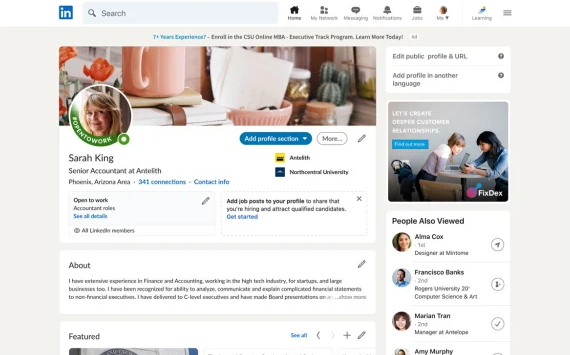 in
Search
Home
My Network
Messaging
Notifications
Jobs
Me ▼
Learning
7+ Years Experience? – Enroll in the CSU Online MBA - Executive Track Program. Learn More Today! Ad
#OPENTOWORK
Add profile section ▼
More...
Sarah King
Senior Accountant at Antelith
Phoenix, Arizona Area · 341 connections · Contact info
Antelith
Northcentral University
Open to work
Accountant roles
See all details
All LinkedIn members
Add job posts to your profile to share that
you're hiring and attract qualified candidates.
Get started
About
I have extensive experience in Finance and Accounting, working in the high tech industry, for startups, and large
businesses too. I have been recognized for ability to analyze, communicate and explain complicated financial statements
to non-financial executives. I have delivered to C-level executives and have made Board presentations on
...show more
Featured
See all
Edit public profile & URL
Add profile in another
language
LET'S CREATE
DEEPER CUSTOMER
RELATIONSHIPS.
Find out more
FixDex
People Also Viewed
Alma Cox
· 1st
Designer at Mintome
Francisco Banks
· 2nd
Rogers University 20'
Computer Science & Art
Marian Tran
· 2nd
Manager at Antelope
Amy Murphy